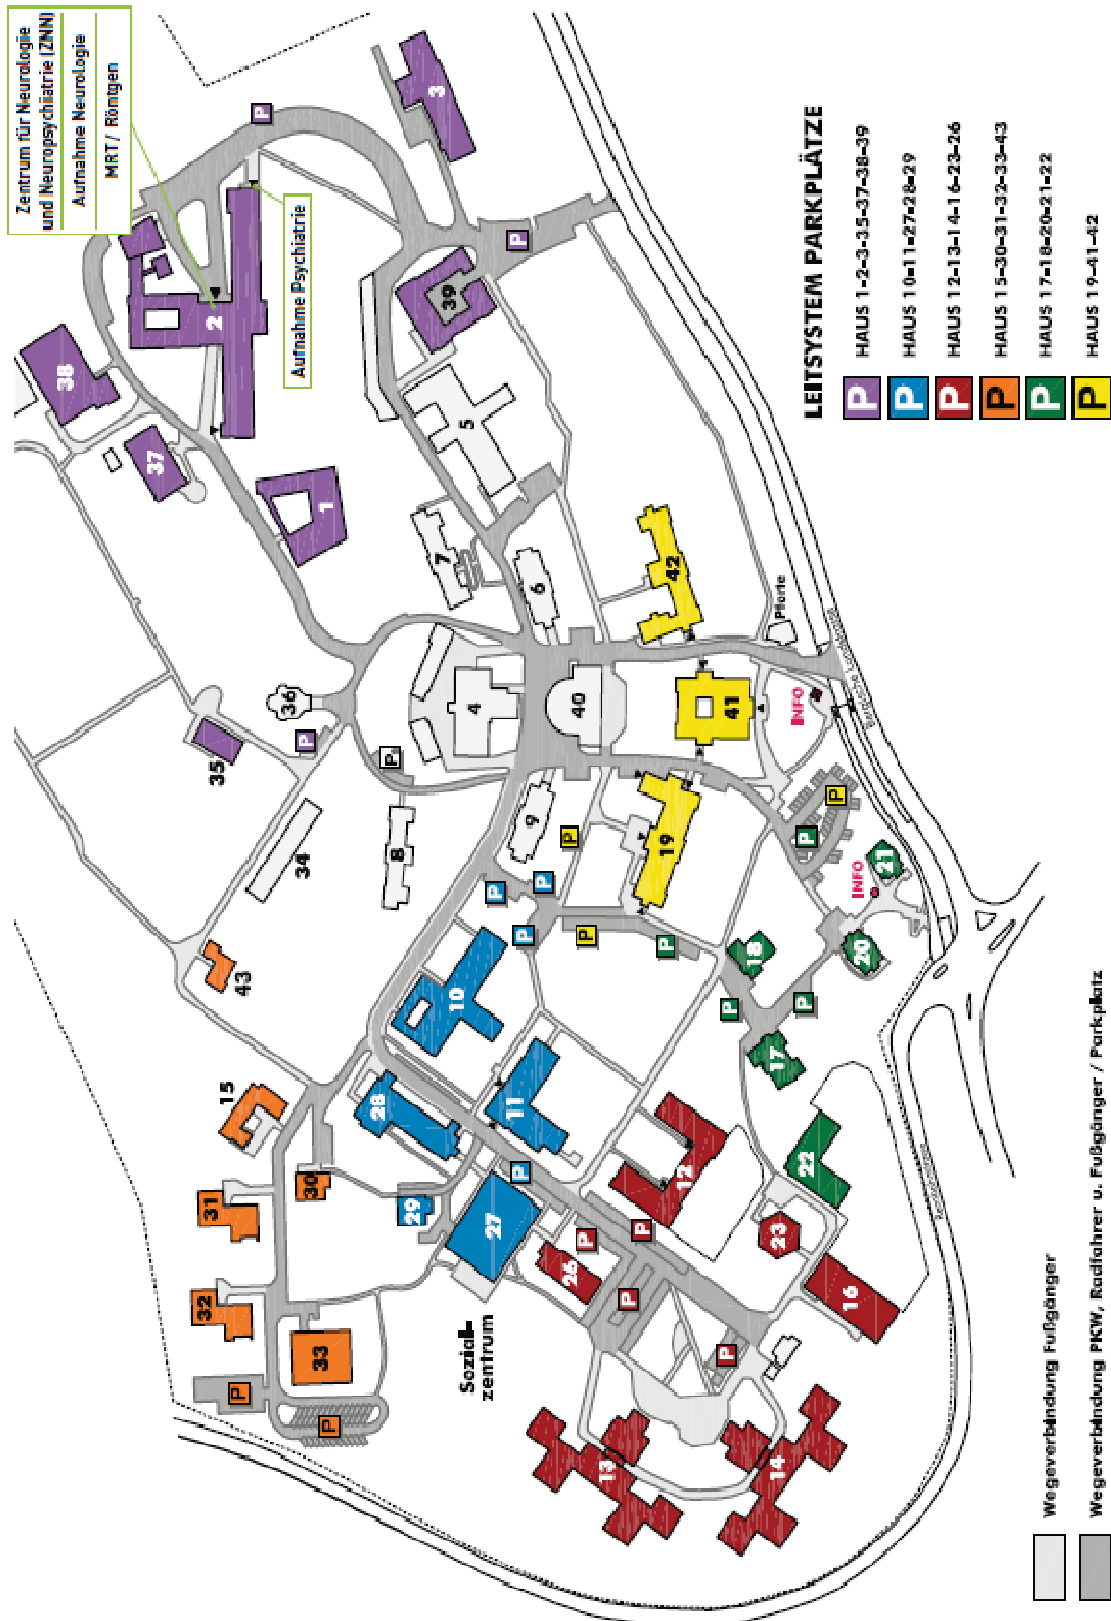 Zentrum für Neurologie
und Neuropsychiatrie (ZNN)
Aufnahme Neurologie
MRT / Röntgen
Aufnahme Psychiatrie
3
2
38
37
1
39
5
7
6
42
Pforte
36
35
4
40
41
INFO
P
P
P
P
34
8
9
19
P
P
P
INFO
21
20
43
10
P
P
P
P
P
18
P
P
17
15
28
11
12
22
31
30
29
27
P
23
32
33
26
P
P
P
16
P
P
P
Sozial-
zentrum
13
14
LEITSYSTEM PARKPLÄTZE
P HAUS 1-2-3-35-37-38-39
P HAUS 10-11-27-28-29
P HAUS 12-13-14-16-23-26
P HAUS 15-30-31-32-33-43
P HAUS 17-18-20-21-22
P HAUS 19-41-42
Wegeverbindung Fußgänger
Wegeverbindung PKW, Radfahrer u. Fußgänger / Parkplatz